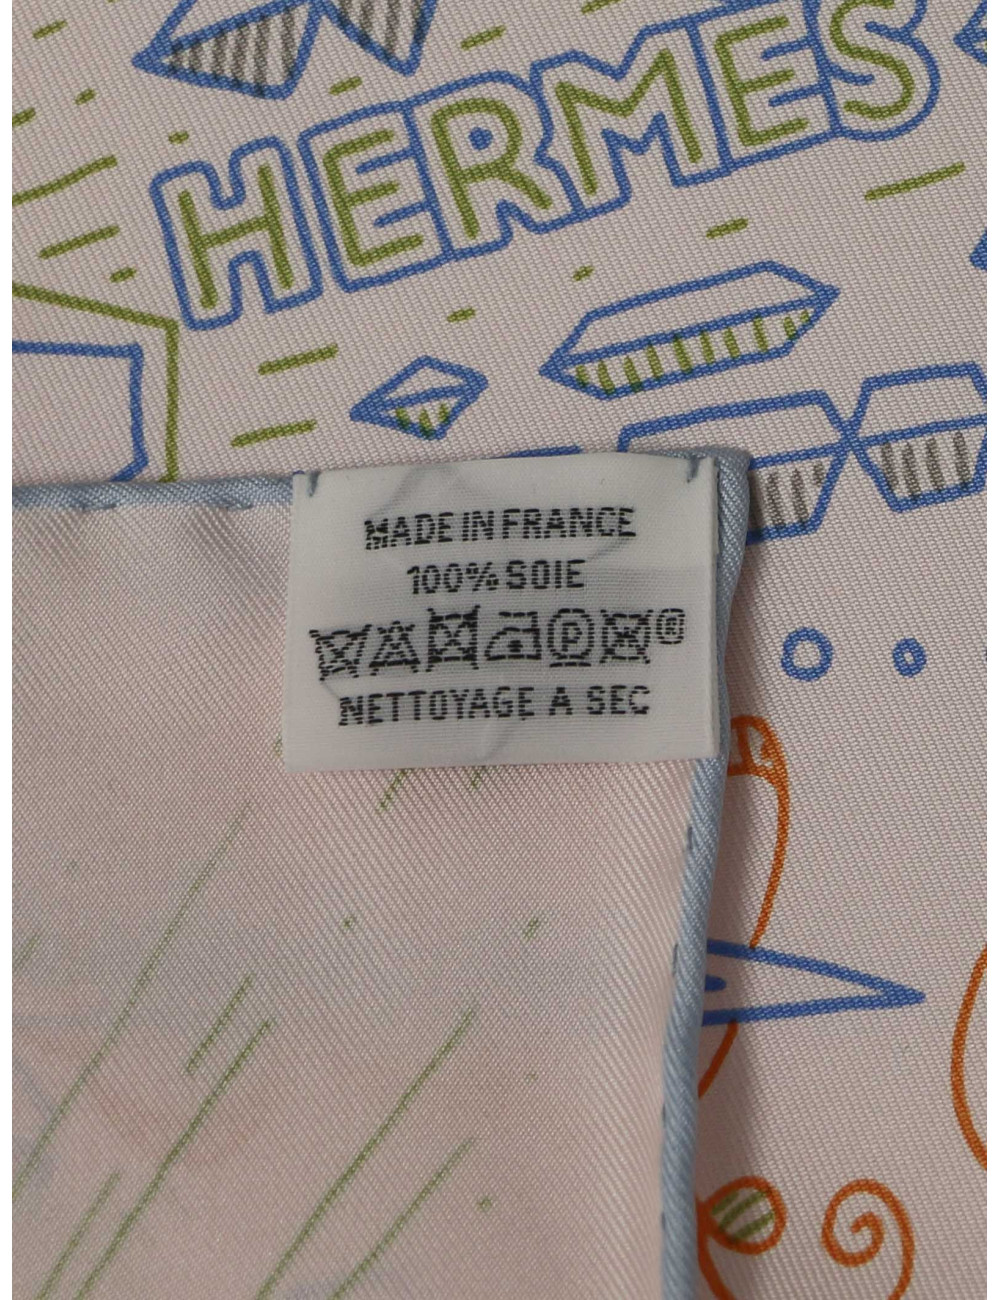 HERMES
MADE IN FRANCE
100% SOIE
P ®
NETTOYAGE A SEC